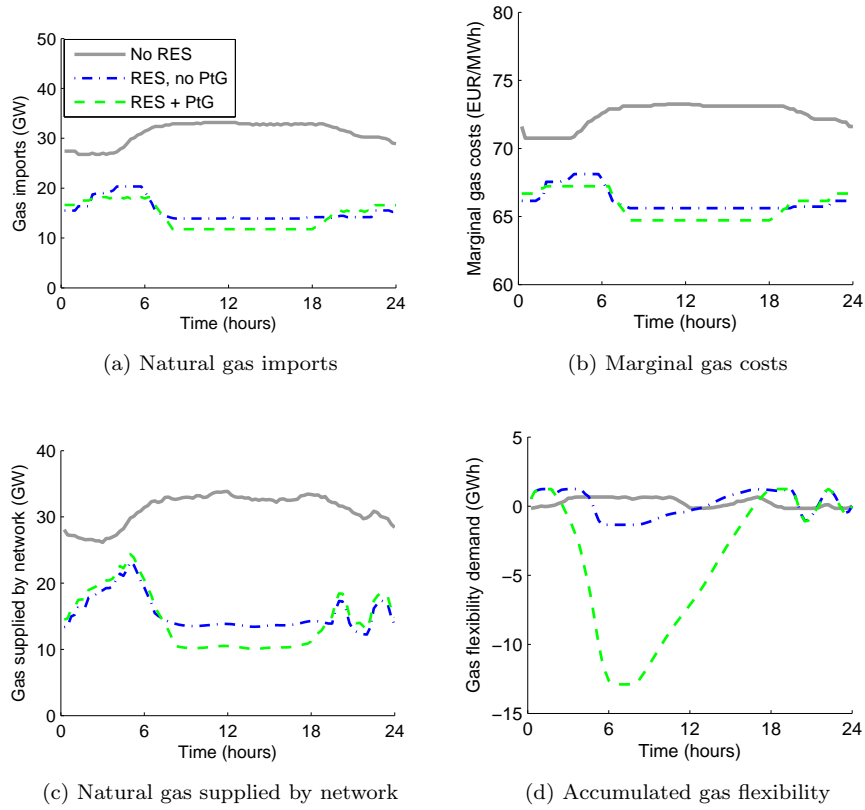 50
40
30
20
10
0
0 6 12 18 24
Gas imports (GW)
No RES
RES, no PtG
RES + PtG
Time (hours)
(a) Natural gas imports
80
75
70
65
60
0 6 12 18 24
Marginal gas costs (EUR/MWh)
Time (hours)
(b) Marginal gas costs
40
30
20
10
0
0 6 12 18 24
Gas supplied by network (GW)
Time (hours)
(c) Natural gas supplied by network
5
0
−5
−10
−15
0 6 12 18 24
Gas flexibility demand (GWh)
Time (hours)
(d) Accumulated gas flexibility